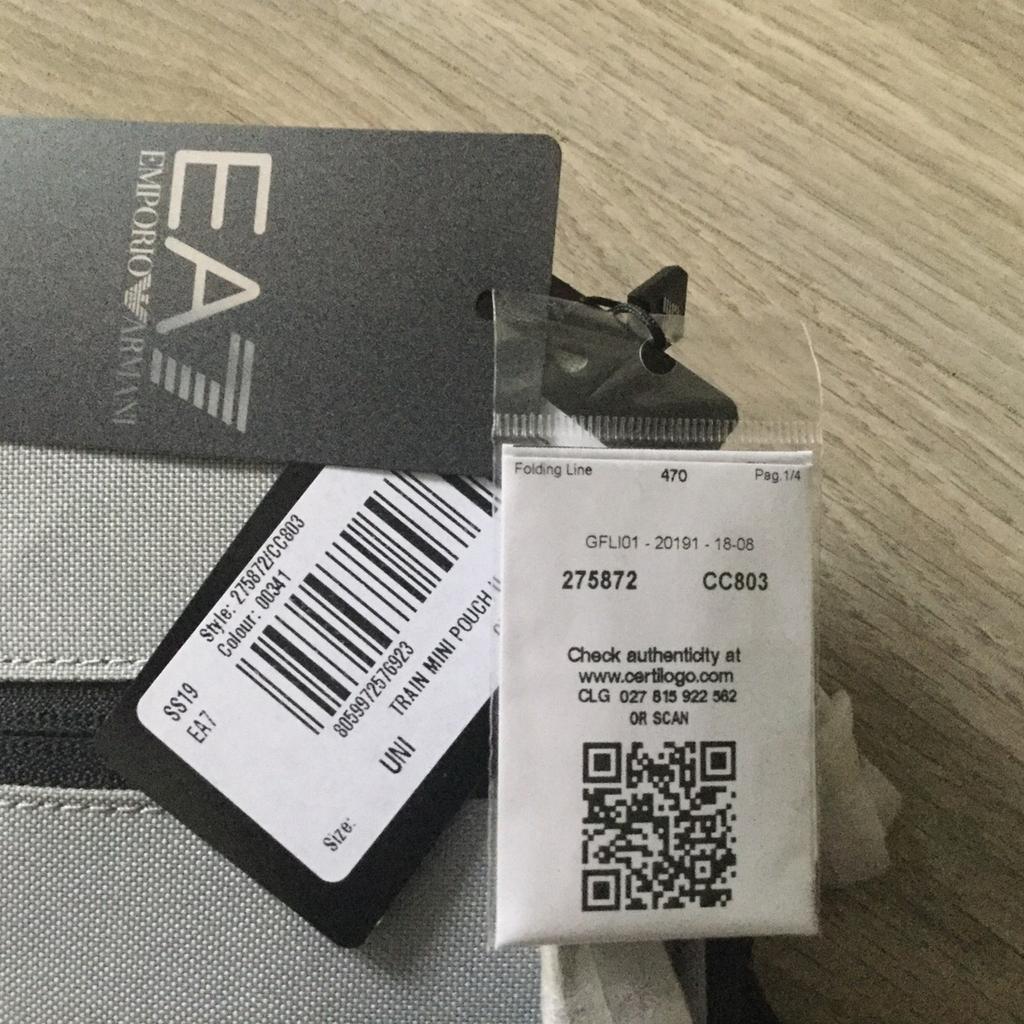 EA7
EMPORIO ARMANI
Style: 275872/CC803
Colour: 00341
8059972576923
TRAIN MINI POUCH
SS19
EA7
UNI
Size:
Folding Line 470 Pag.1/4
GFLI01 - 20191 - 18-08
275872 CC803
Check authenticity at
www.certilogo.com
CLG 027 815 922 562
OR SCAN